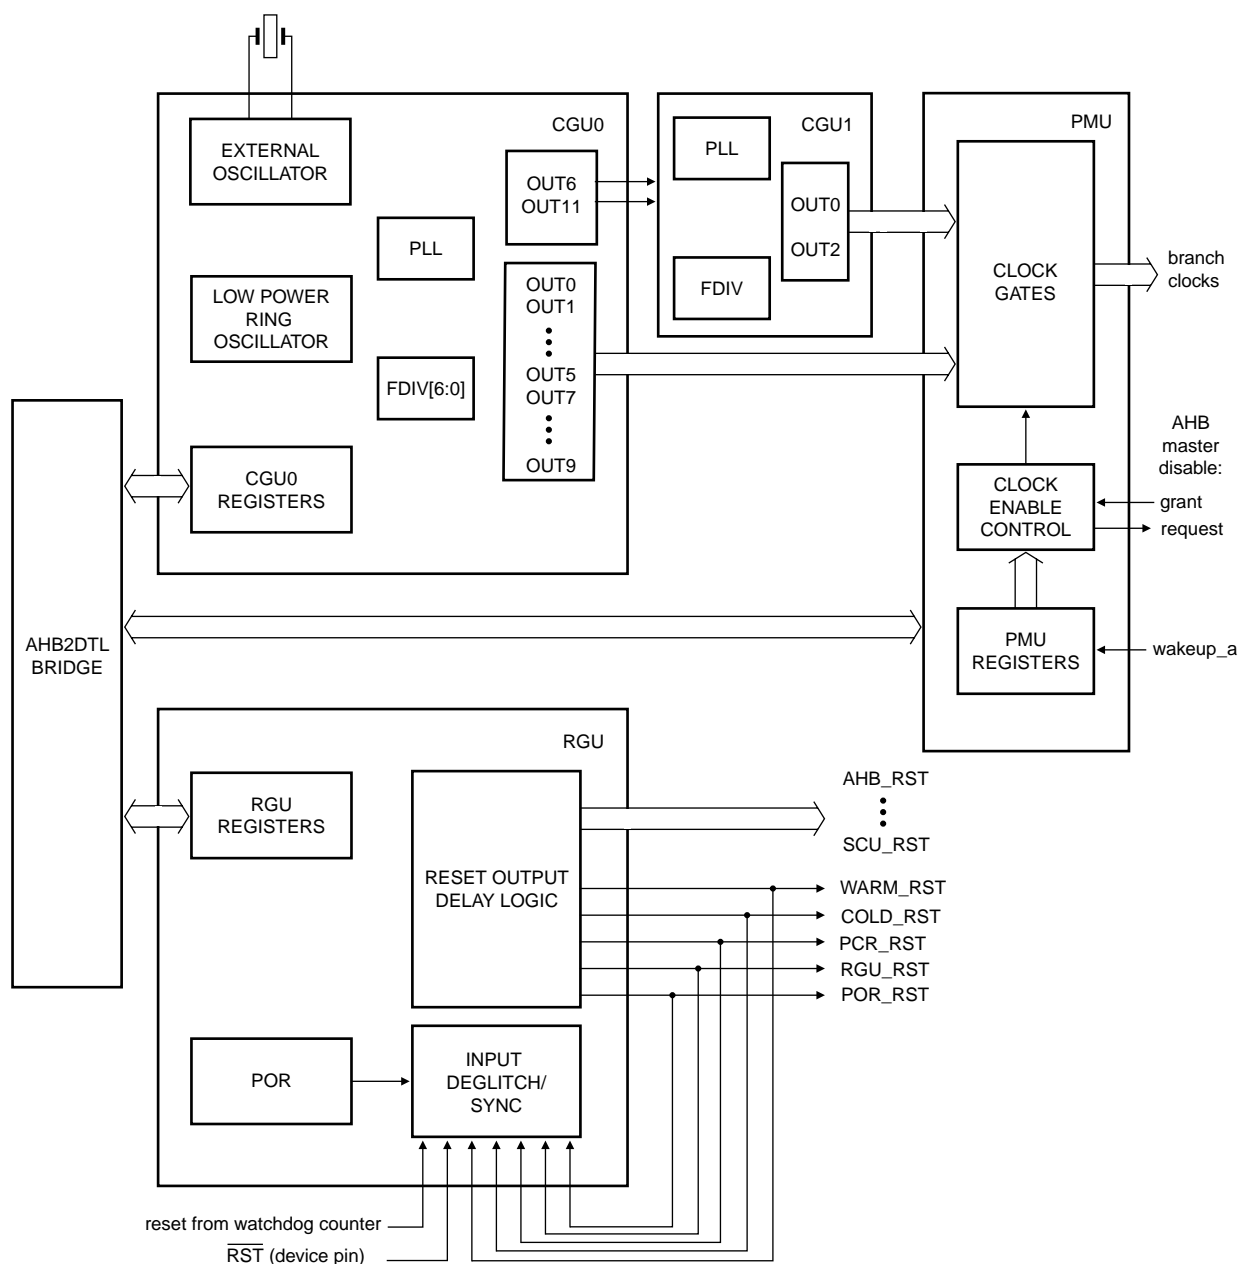 CGU0
EXTERNAL
OSCILLATOR
LOW POWER
RING
OSCILLATOR
CGU0
REGISTERS
PLL
FDIV[6:0]
OUT6
OUT11
OUT0
OUT1
OUT5
OUT7
OUT9
CGU1
PLL
FDIV
OUT0
OUT2
PMU
CLOCK
GATES
branch
clocks
AHB
master
disable:
grant
request
CLOCK
ENABLE
CONTROL
PMU
REGISTERS
wakeup_a
AHB2DTL
BRIDGE
RGU
RGU
REGISTERS
RESET OUTPUT
DELAY LOGIC
POR
INPUT
DEGLITCH/
SYNC
AHB_RST
SCU_RST
WARM_RST
COLD_RST
PCR_RST
RGU_RST
POR_RST
reset from watchdog counter
RST (device pin)